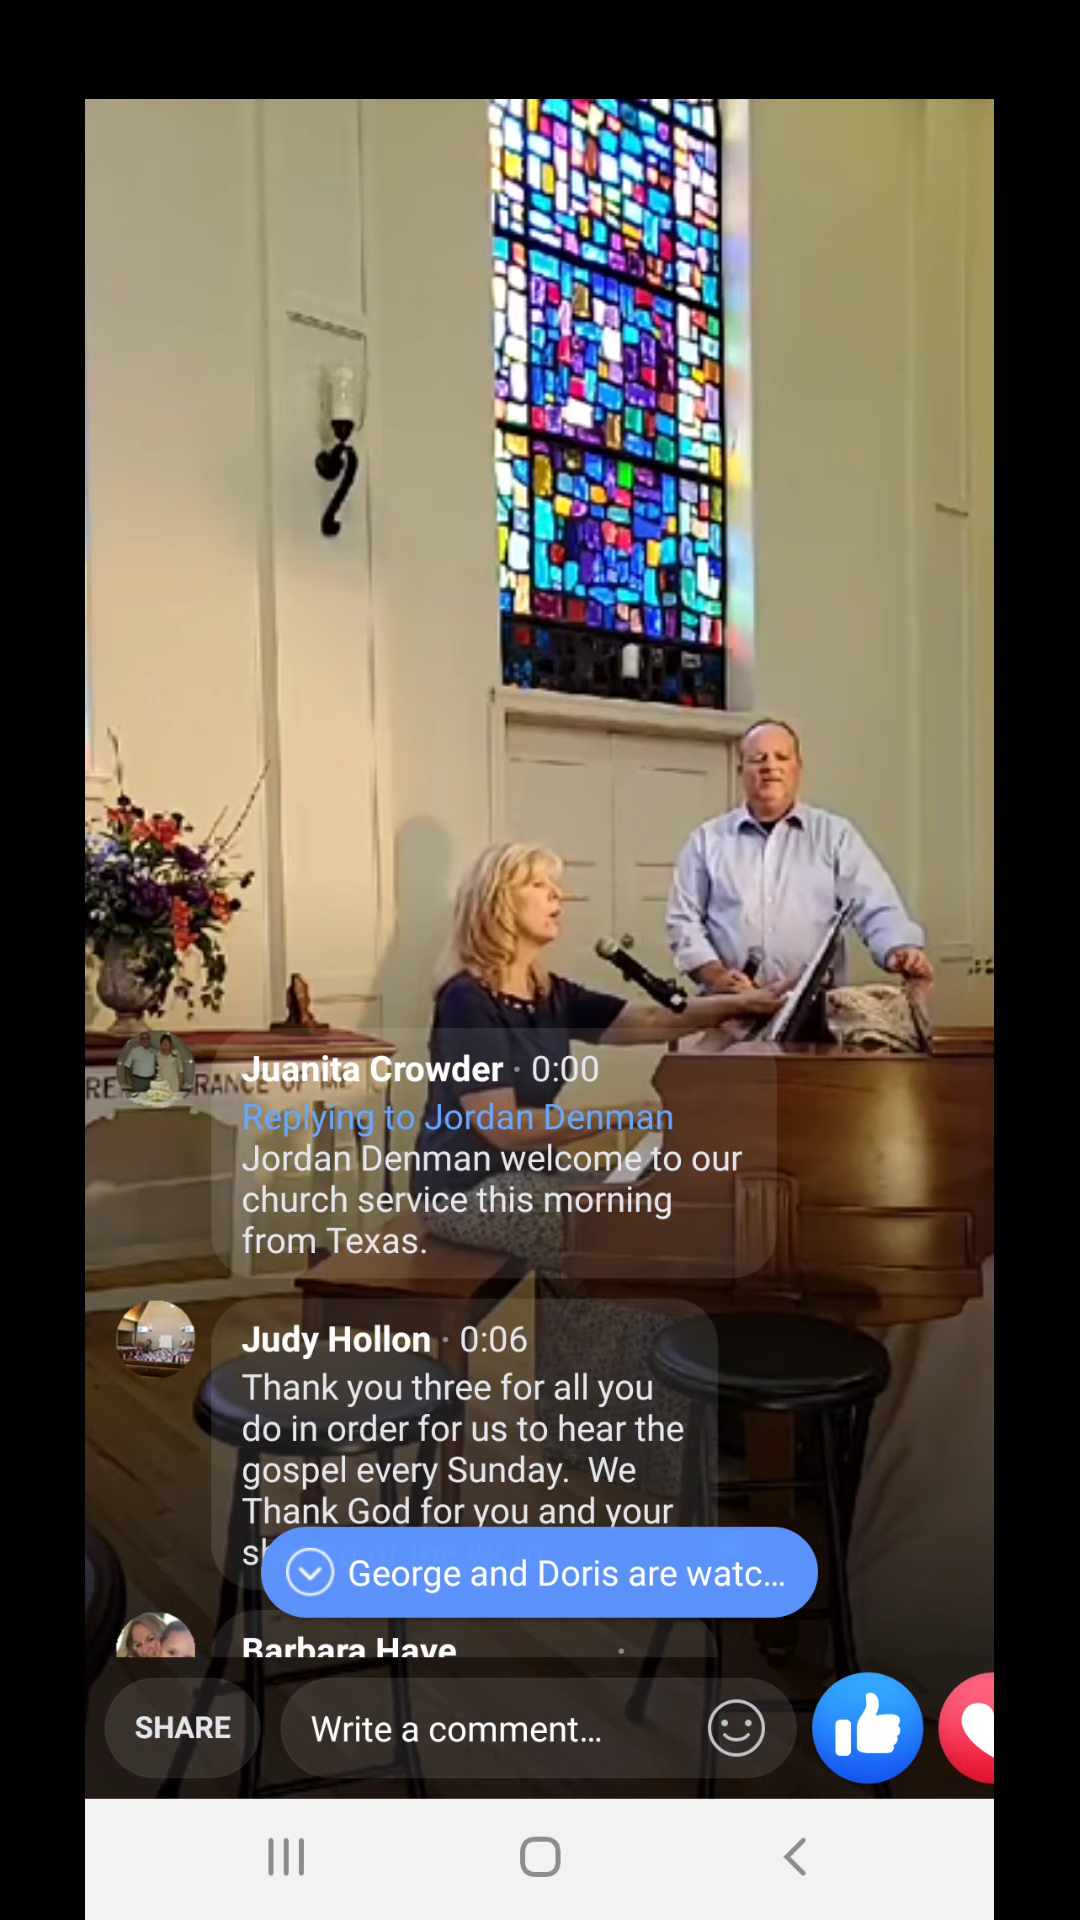 Juanita Crowder · 0:00
Replying to Jordan Denman
Jordan Denman welcome to our
church service this morning
from Texas.
Judy Hollon · 0:06
Thank you three for all you
do in order for us to hear the
gospel every Sunday. We
Thank God for you and your
George and Doris are watc...
Barbara Haye
SHARE
Write a comment...